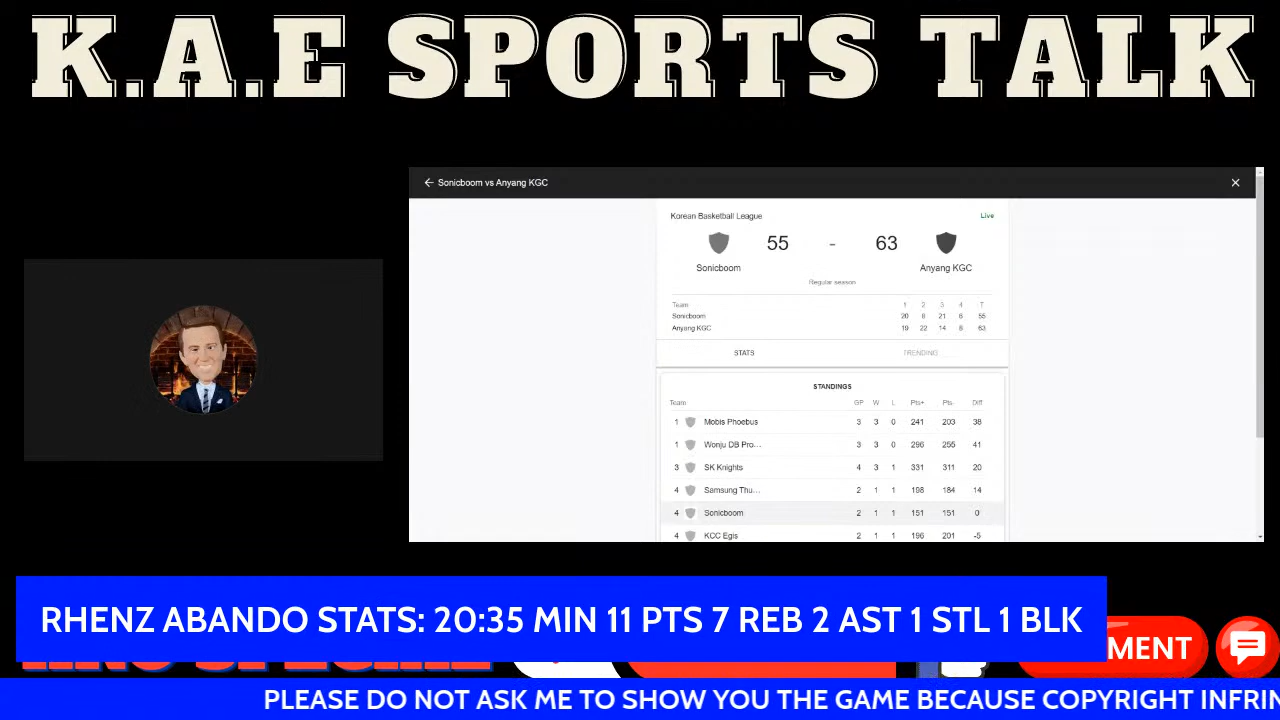 K.A.E SPORTS TALK
Sonicboom vs Anyang KGC
Korean Basketball League
Live
55 - 63
Sonicboom
Anyang KGC
Regular season
Team 1 2 3 4 T
Sonicboom 20 8 21 6 55
Anyang KGC 19 22 14 8 63
STATS
TRENDING
STANDINGS
Team GP W L Pts+ Pts- Diff
1 Mobis Phoebus 3 3 0 241 203 38
1 Wonju DB Pro... 3 3 0 296 255 41
3 SK Knights 4 3 1 331 311 20
4 Samsung Thu... 2 1 1 198 184 14
4 Sonicboom 2 1 1 151 151 0
4 KCC Egis 2 1 1 196 201 -5
RHENZ ABANDO STATS: 20:35 MIN 11 PTS 7 REB 2 AST 1 STL 1 BLK
MENT
PLEASE DO NOT ASK ME TO SHOW YOU THE GAME BECAUSE COPYRIGHT INFRIN